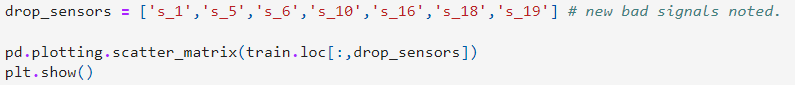 drop_sensors = ['s_1','s_5','s_6','s_10','s_16','s_18','s_19'] # new bad signals noted.
pd.plotting.scatter_matrix(train.loc[:,drop_sensors])
plt.show()